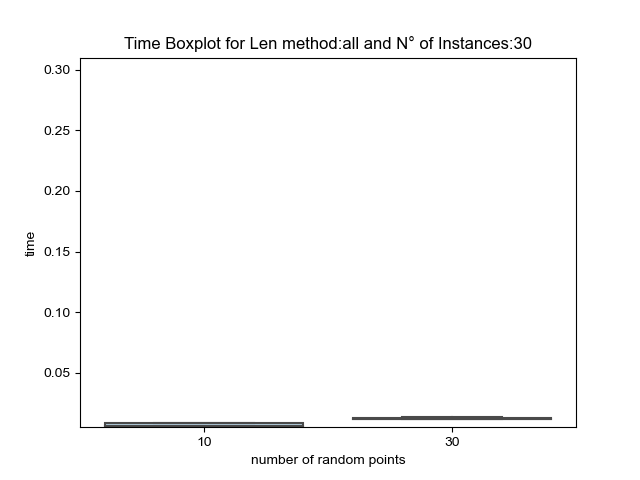 Time Boxplot for Len method:all and N° of Instances:30
0.30
0.25
0.20
0.15
0.10
0.05
time
10 30
number of random points